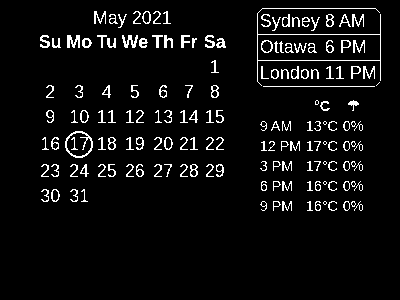 May 2021
Su Mo Tu We Th Fr Sa
1
2 3 4 5 6 7 8
9 10 11 12 13 14 15
16 17 18 19 20 21 22
23 24 25 26 27 28 29
30 31
Sydney 8 AM
Ottawa 6 PM
London 11 PM
°C ☂
9 AM 13°C 0%
12 PM 17°C 0%
3 PM 17°C 0%
6 PM 16°C 0%
9 PM 16°C 0%